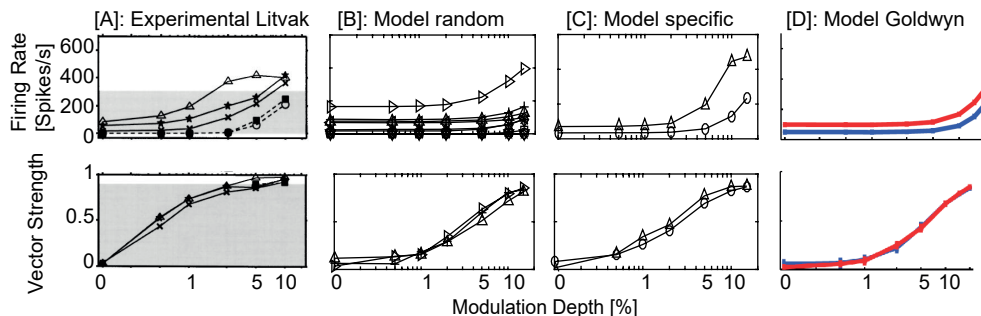 [A]: Experimental Litvak [B]: Model random [C]: Model specific [D]: Model Goldwyn
Firing Rate
[Spikes/s]
600
400
200
0
Vector Strength
1
0.5
0
0 1 5 10 0 1 5 10 0 1 5 10 0 1 5 10
Modulation Depth [%]